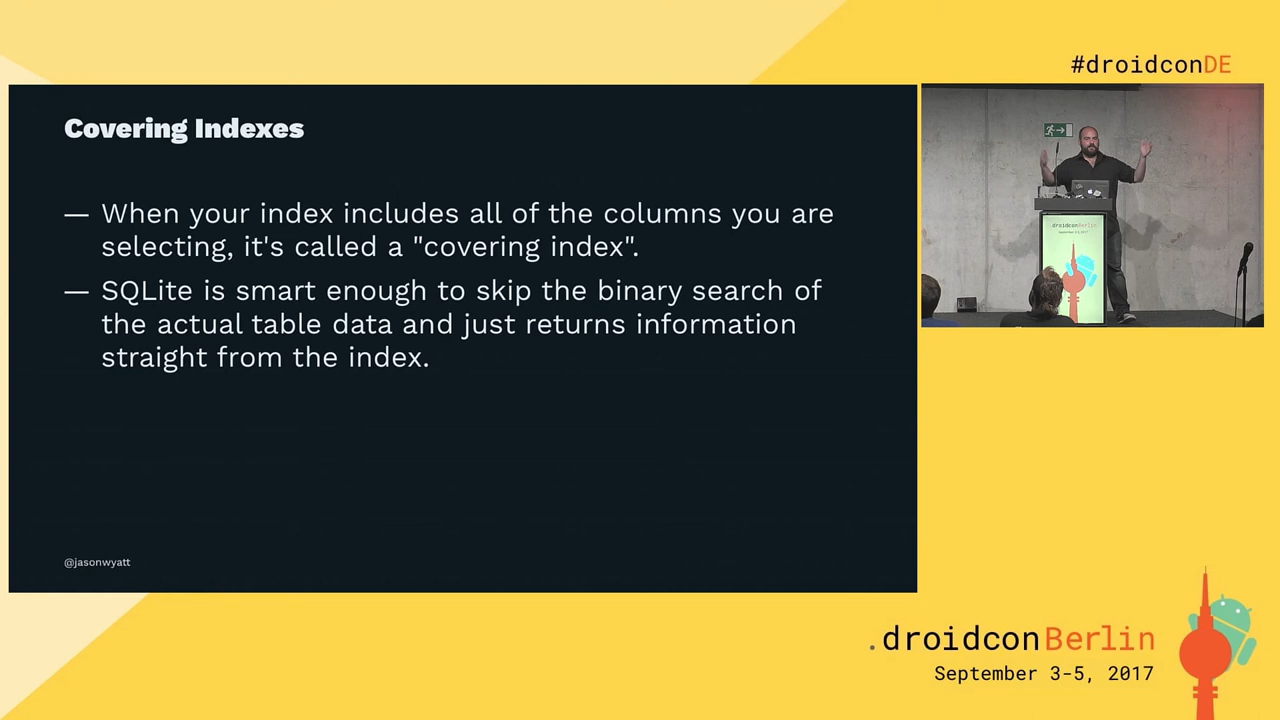 #droidconDE
Covering Indexes
— When your index includes all of the columns you are
selecting, it's called a "covering index".
— SQLite is smart enough to skip the binary search of
the actual table data and just returns information
straight from the index.
@jasonwyatt
droidconBerlin
.droidconBerlin
September 3-5, 2017